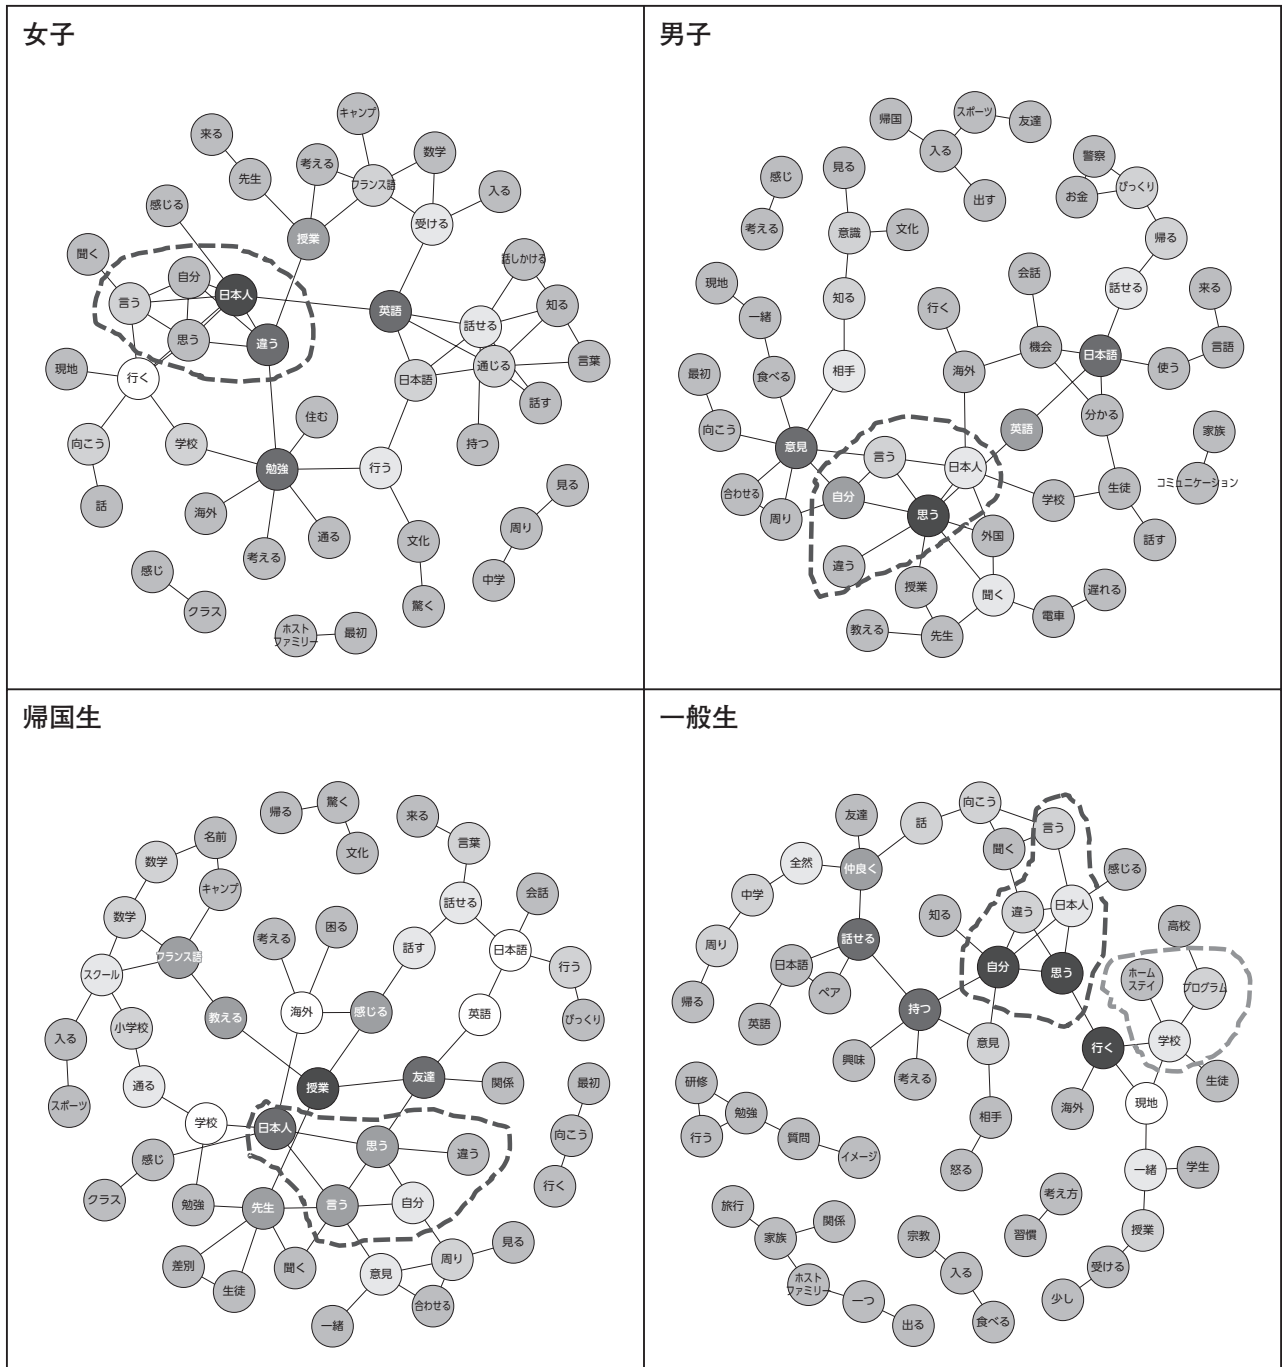 女子
キャンプ
来る
考える
数学
先生
フランス語
入る
感じる
受ける
授業
聞く
話しかける
自分
日本人
言う
英語
知る
話せる
思う
違う
言葉
現地
行く
日本語
通じる
話す
住む
向こう
学校
持つ
勉強
行う
見る
話
海外
周り
通る
文化
考える
感じ
中学
クラス
驚く
ホスト
ファミリー
最初
男子
帰国
スポーツ
友達
入る
警察
見る
びっくり
感じ
お金
出す
考える
意識
文化
帰る
会話
現地
話せる
来る
知る
行く
一緒
機会
日本語
言語
使う
最初
食べる
相手
海外
分かる
向こう
英語
家族
意見
言う
日本人
コミュニケーション
合わせる
自分
学校
生徒
周り
思う
外国
話す
違う
授業
聞く
遅れる
電車
教える
先生
帰国生
帰る
驚く
来る
名前
言葉
数学
文化
キャンプ
会話
話せる
数学
困る
考える
日本語
話す
フランス語
行う
スクール
海外
感じる
英語
びっくり
教える
小学校
入る
友達
関係
最初
通る
授業
スポーツ
学校
日本人
向こう
思う
違う
感じ
行く
クラス
勉強
先生
言う
自分
見る
周り
差別
聞く
意見
生徒
合わせる
一緒
一般生
友達
向こう
話
言う
聞く
全然
仲良く
感じる
中学
日本人
違う
知る
高校
周り
話せる
日本語
自分
思う
ホーム
ステイ
プログラム
ペア
帰る
持つ
英語
意見
行く
学校
興味
考える
研修
生徒
現地
勉強
海外
相手
行う
質問
イメージ
怒る
一緒
学生
考え方
旅行
関係
習慣
授業
家族
宗教
受ける
入る
ホスト
ファミリー
一つ
少し
出る
食べる